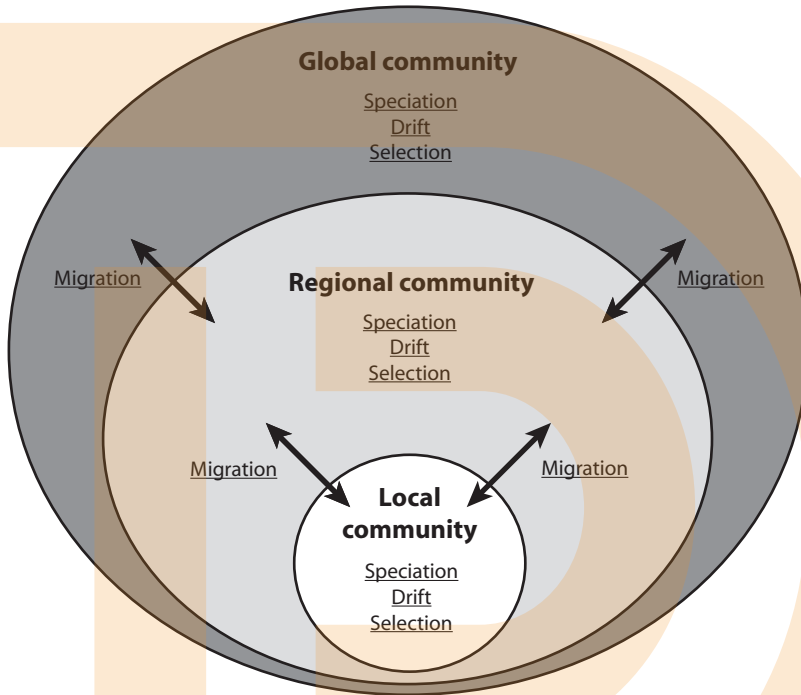 Global community
Speciation
Drift
Selection
Migration
Migration
Regional community
Speciation
Drift
Selection
Migration
Migration
Local
community
Speciation
Drift
Selection